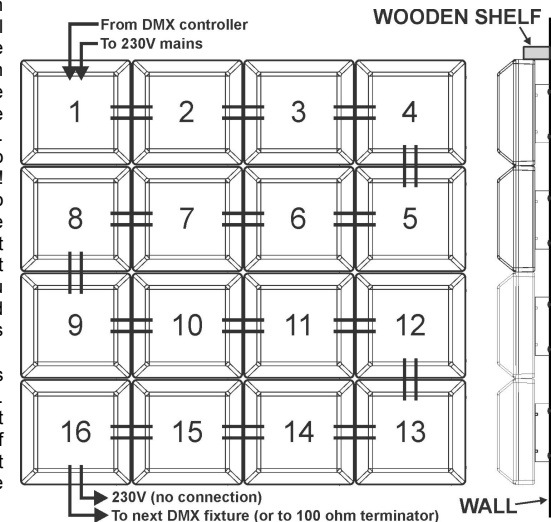 From DMX controller
To 230V mains
WOODEN SHELF
1 2 3 4
8 7 6 5
9 10 11 12
16 15 14 13
230V (no connection)
To next DMX fixture (or to 100 ohm terminator)
WALL